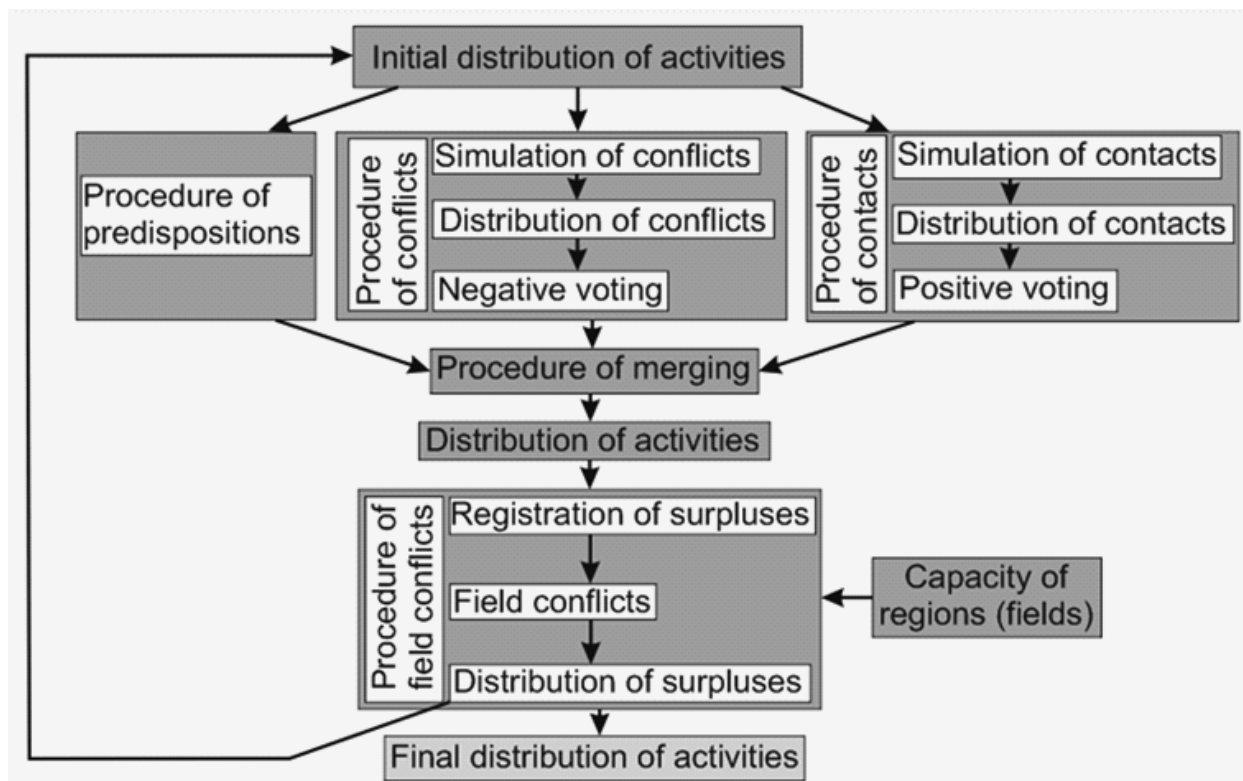 Initial distribution of activities
Procedure of
predispositions
Procedure
of conflicts
Simulation of conflicts
Distribution of conflicts
Negative voting
Procedure
of contacts
Simulation of contacts
Distribution of contacts
Positive voting
Procedure of merging
Distribution of activities
Procedure of
field conflicts
Registration of surpluses
Field conflicts
Distribution of surpluses
Capacity of
regions (fields)
Final distribution of activities